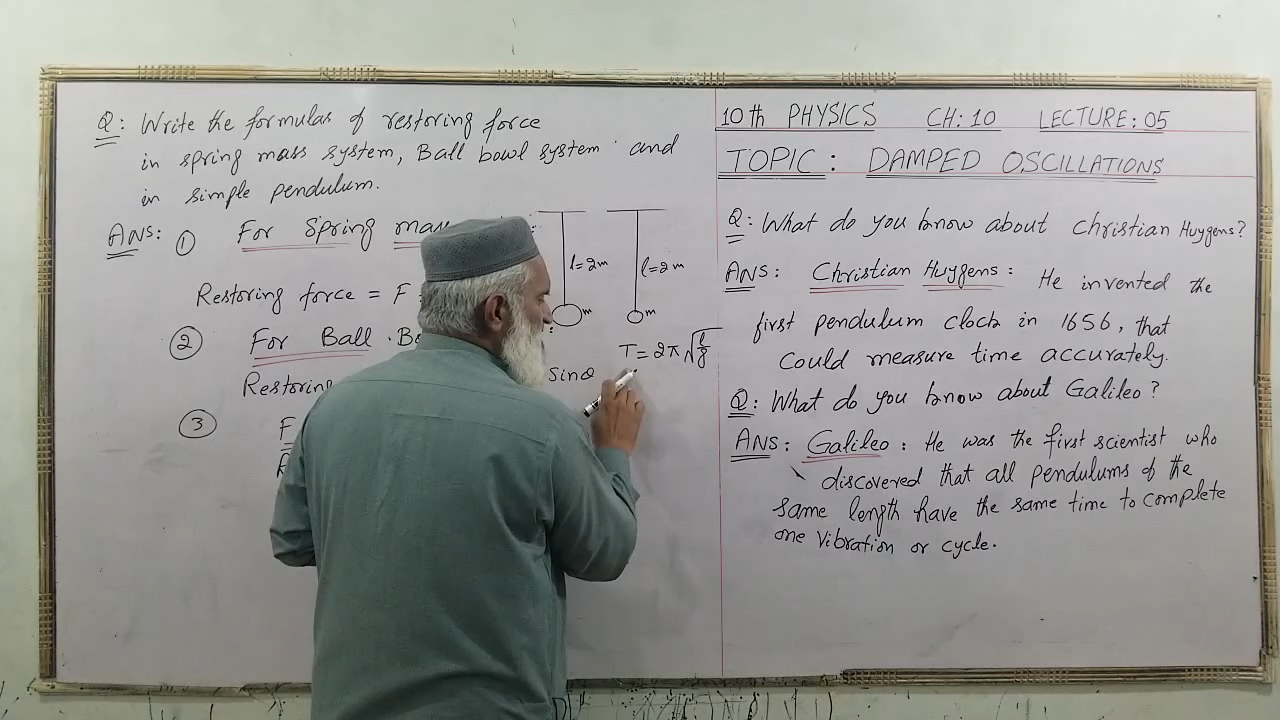 Q: Write the formulas of restoring force
in spring mass system, Ball bowl system and
in simple pendulum.
ANS: 1 For Spring mass
Restoring force = F
2 For Ball
Restoring Sinθ
3 F
l=2m
m
l=2m
m
T=2π√l/g
10th PHYSICS CH:10 LECTURE:05
TOPIC: DAMPED OSCILLATIONS
Q: What do you know about Christian Huygens?
ANS: Christian Huygens: He invented the
first pendulum clock in 1656, that
could measure time accurately.
Q: What do you know about Galileo?
ANS: Galileo: He was the first scientist who
discovered that all pendulums of the
same length have the same time to complete
one vibration or cycle.